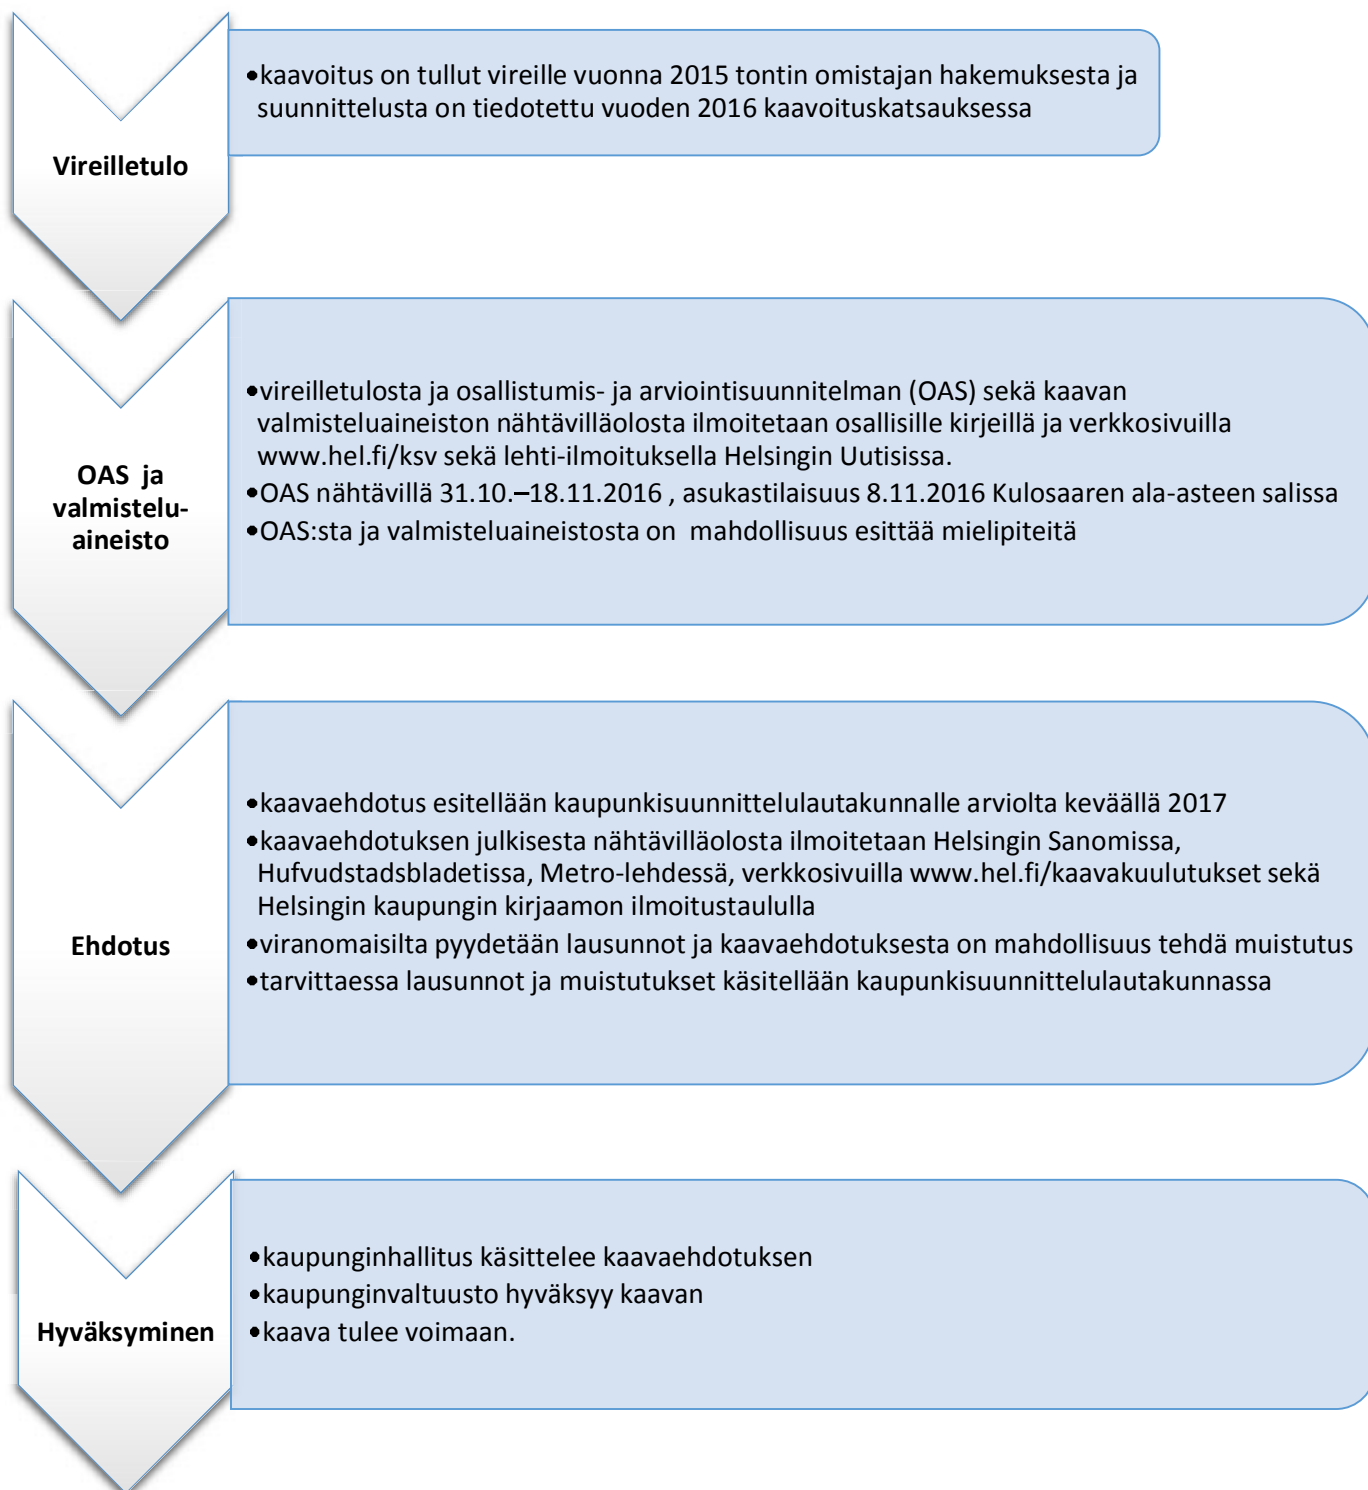 Vireilletulo
•kaavoitus on tullut vireille vuonna 2015 tontin omistajan hakemuksesta ja
suunnittelusta on tiedotettu vuoden 2016 kaavoituskatsauksessa
OAS ja
valmistelu-
aineisto
•vireilletulosta ja osallistumis- ja arviointisuunnitelman (OAS) sekä kaavan
valmisteluaineiston nähtävilläolosta ilmoitetaan osallisille kirjeillä ja verkkosivuilla
www.hel.fi/ksv sekä lehti-ilmoituksella Helsingin Uutisissa.
•OAS nähtävillä 31.10.–18.11.2016 , asukastilaisuus 8.11.2016 Kulosaaren ala-asteen salissa
•OAS:sta ja valmisteluaineistosta on mahdollisuus esittää mielipiteitä
Ehdotus
•kaavaehdotus esitellään kaupunkisuunnittelulautakunnalle arviolta keväällä 2017
•kaavaehdotuksen julkisesta nähtävilläolosta ilmoitetaan Helsingin Sanomissa,
Hufvudstadsbladetissa, Metro-lehdessä, verkkosivuilla www.hel.fi/kaavakuulutukset sekä
Helsingin kaupungin kirjaamon ilmoitustaululla
•viranomaisilta pyydetään lausunnot ja kaavaehdotuksesta on mahdollisuus tehdä muistutus
•tarvittaessa lausunnot ja muistutukset käsitellään kaupunkisuunnittelulautakunnassa
Hyväksyminen
•kaupunginhallitus käsittelee kaavaehdotuksen
•kaupunginvaltuusto hyväksyy kaavan
•kaava tulee voimaan.